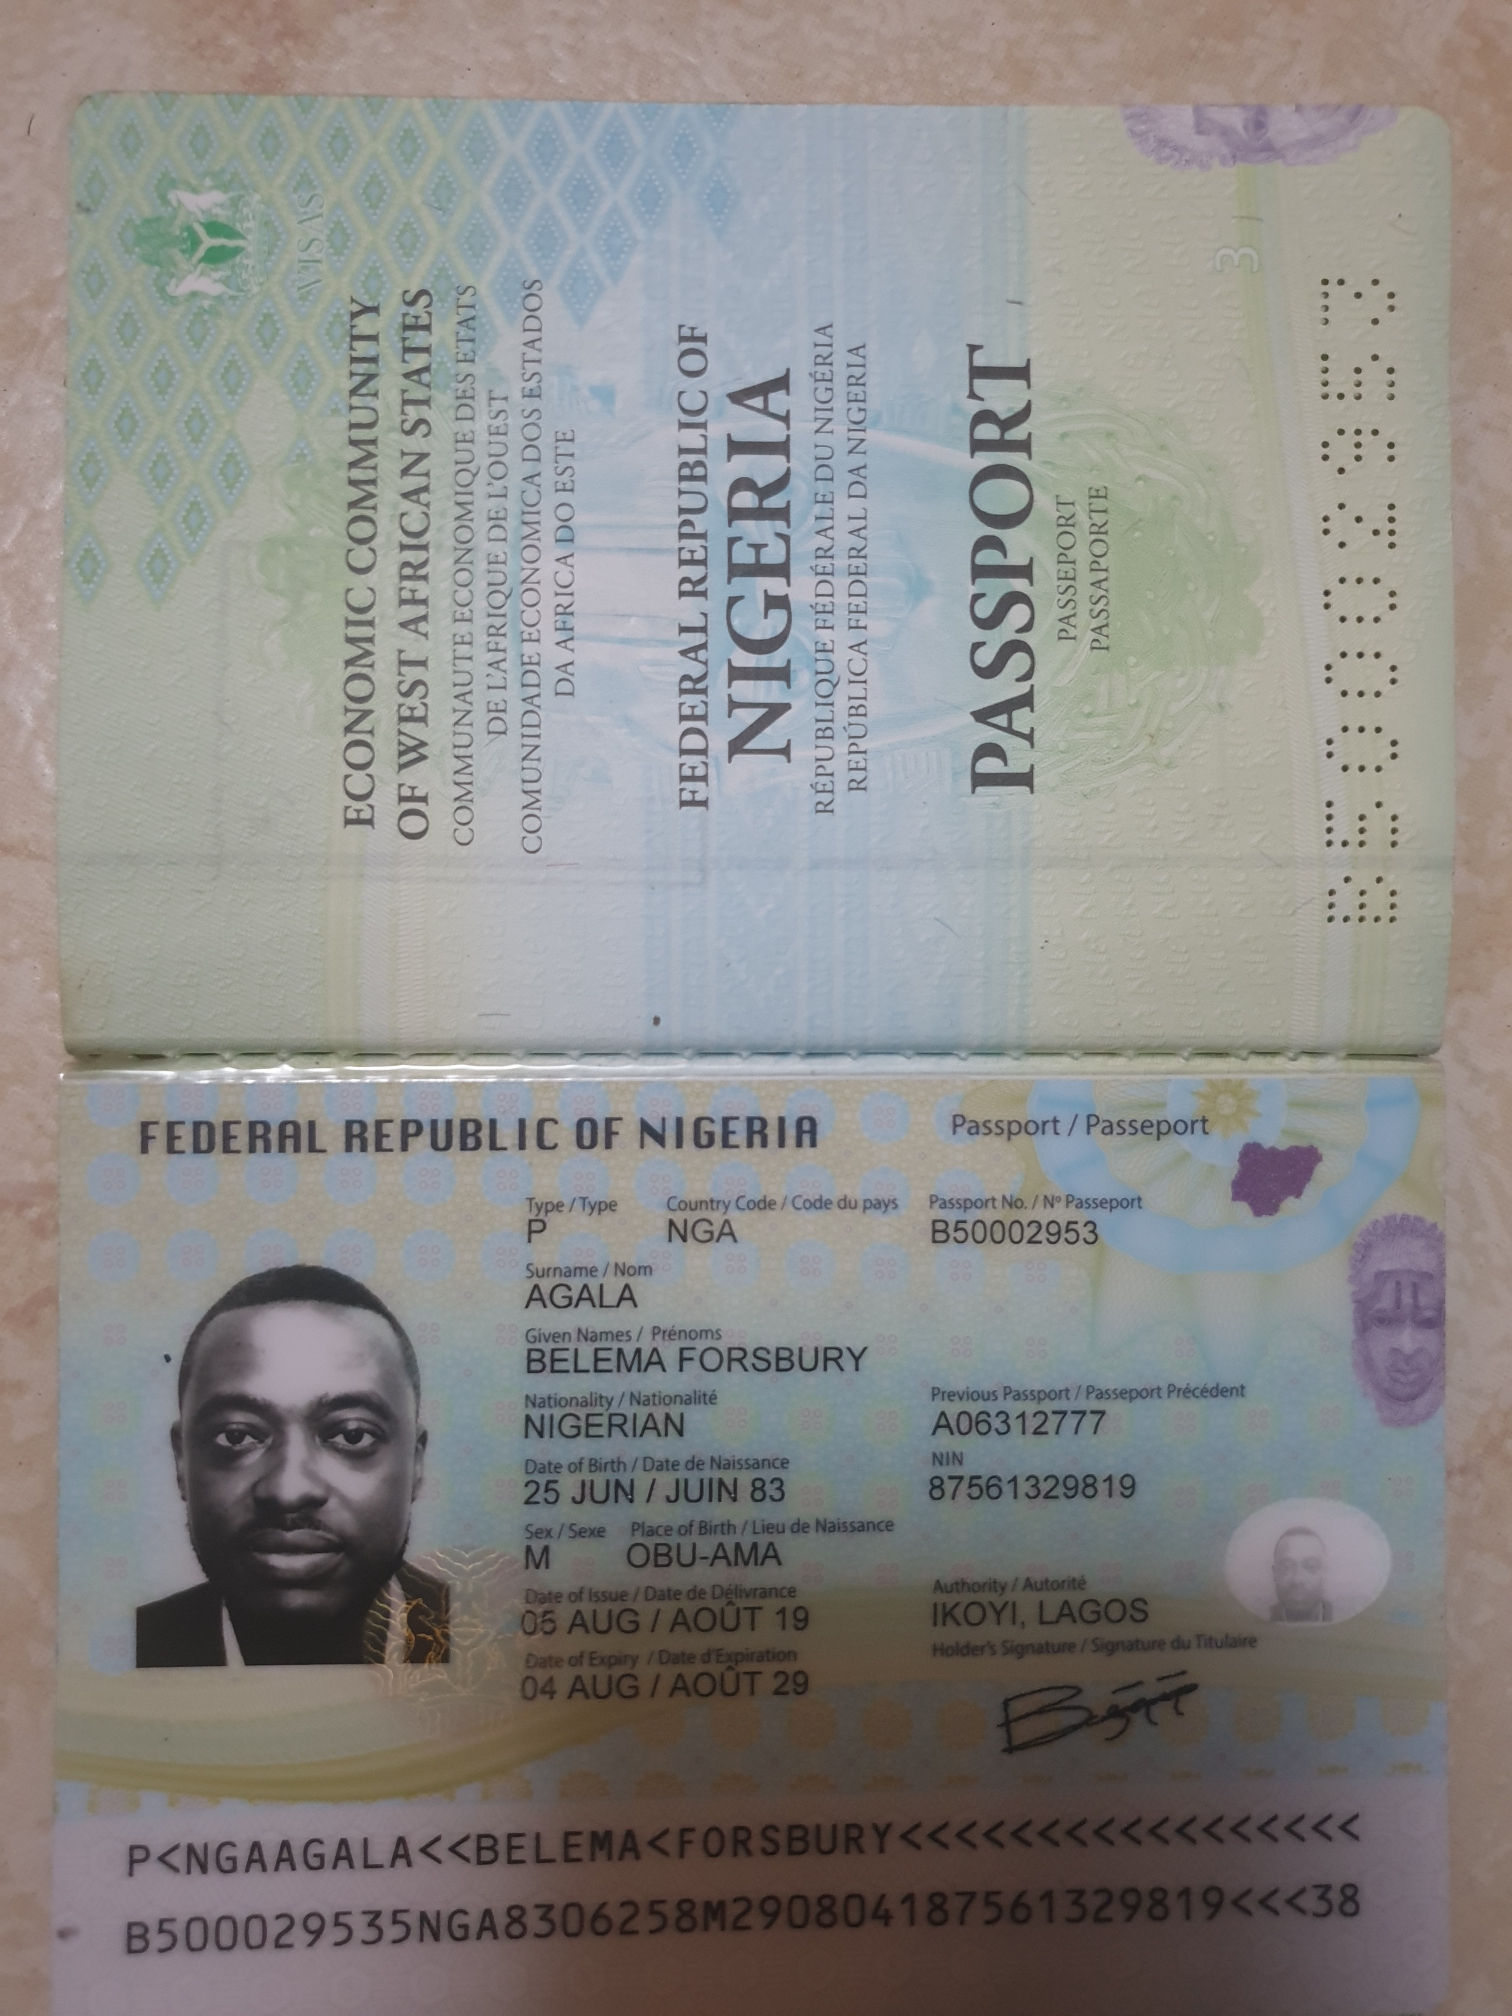 VISAS
ECONOMIC COMMUNITY
OF WEST AFRICAN STATES
COMMUNAUTE ECONOMIQUE DES ETATS
DE L'AFRIQUE DE L'OUEST
COMUNIDADE ECONOMICA DOS ESTADOS
DA AFRICA DO ESTE
FEDERAL REPUBLIC OF
NIGERIA
RÉPUBLIQUE FÉDÉRALE DU NIGÉRIA
REPÚBLICA FEDERAL DA NIGERIA
PASSPORT
PASSEPORT
PASSAPORTE
3
B50002953
FEDERAL REPUBLIC OF NIGERIA Passport / Passeport
Type / Type Country Code / Code du pays Passport No. / Nº Passeport
P NGA B50002953
Surname / Nom
AGALA
Given Names / Prénoms
BELEMA FORSBURY
Nationality / Nationalité Previous Passport / Passeport Précédent
NIGERIAN A06312777
Date of Birth / Date de Naissance NIN
25 JUN / JUIN 83 87561329819
Sex / Sexe Place of Birth / Lieu de Naissance
M OBU-AMA
Date of Issue / Date de Délivrance Authority / Autorité
05 AUG / AOÛT 19 IKOYI, LAGOS
Date of Expiry / Date d'Expiration Holder's Signature / Signature du Titulaire
04 AUG / AOÛT 29
P<NGAAGALA<<BELEMA<FORSBURY<<<<<<<<<<<<<<<<<
B500029535NGA8306258M290804187561329819<<<38